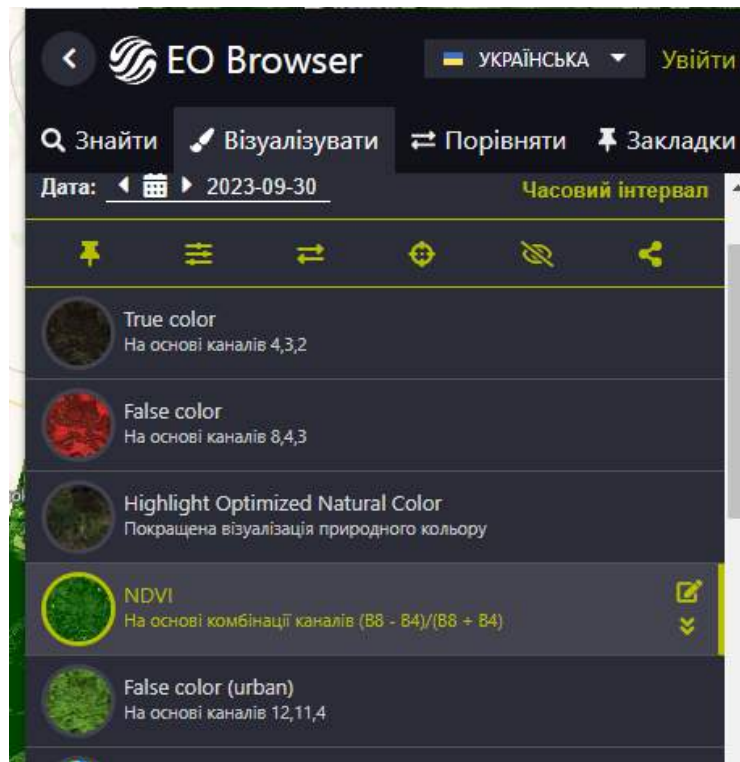 EO Browser
УКРАЇНСЬКА
Увійти
Знайти
Візуалізувати
Порівняти
Закладки
Дата: 2023-09-30
Часовий інтервал
True color
На основі каналів 4,3,2
False color
На основі каналів 8,4,3
Highlight Optimized Natural Color
Покращена візуалізація природного кольору
NDVI
На основі комбінації каналів (B8 - B4)/(B8 + B4)
False color (urban)
На основі каналів 12,11,4